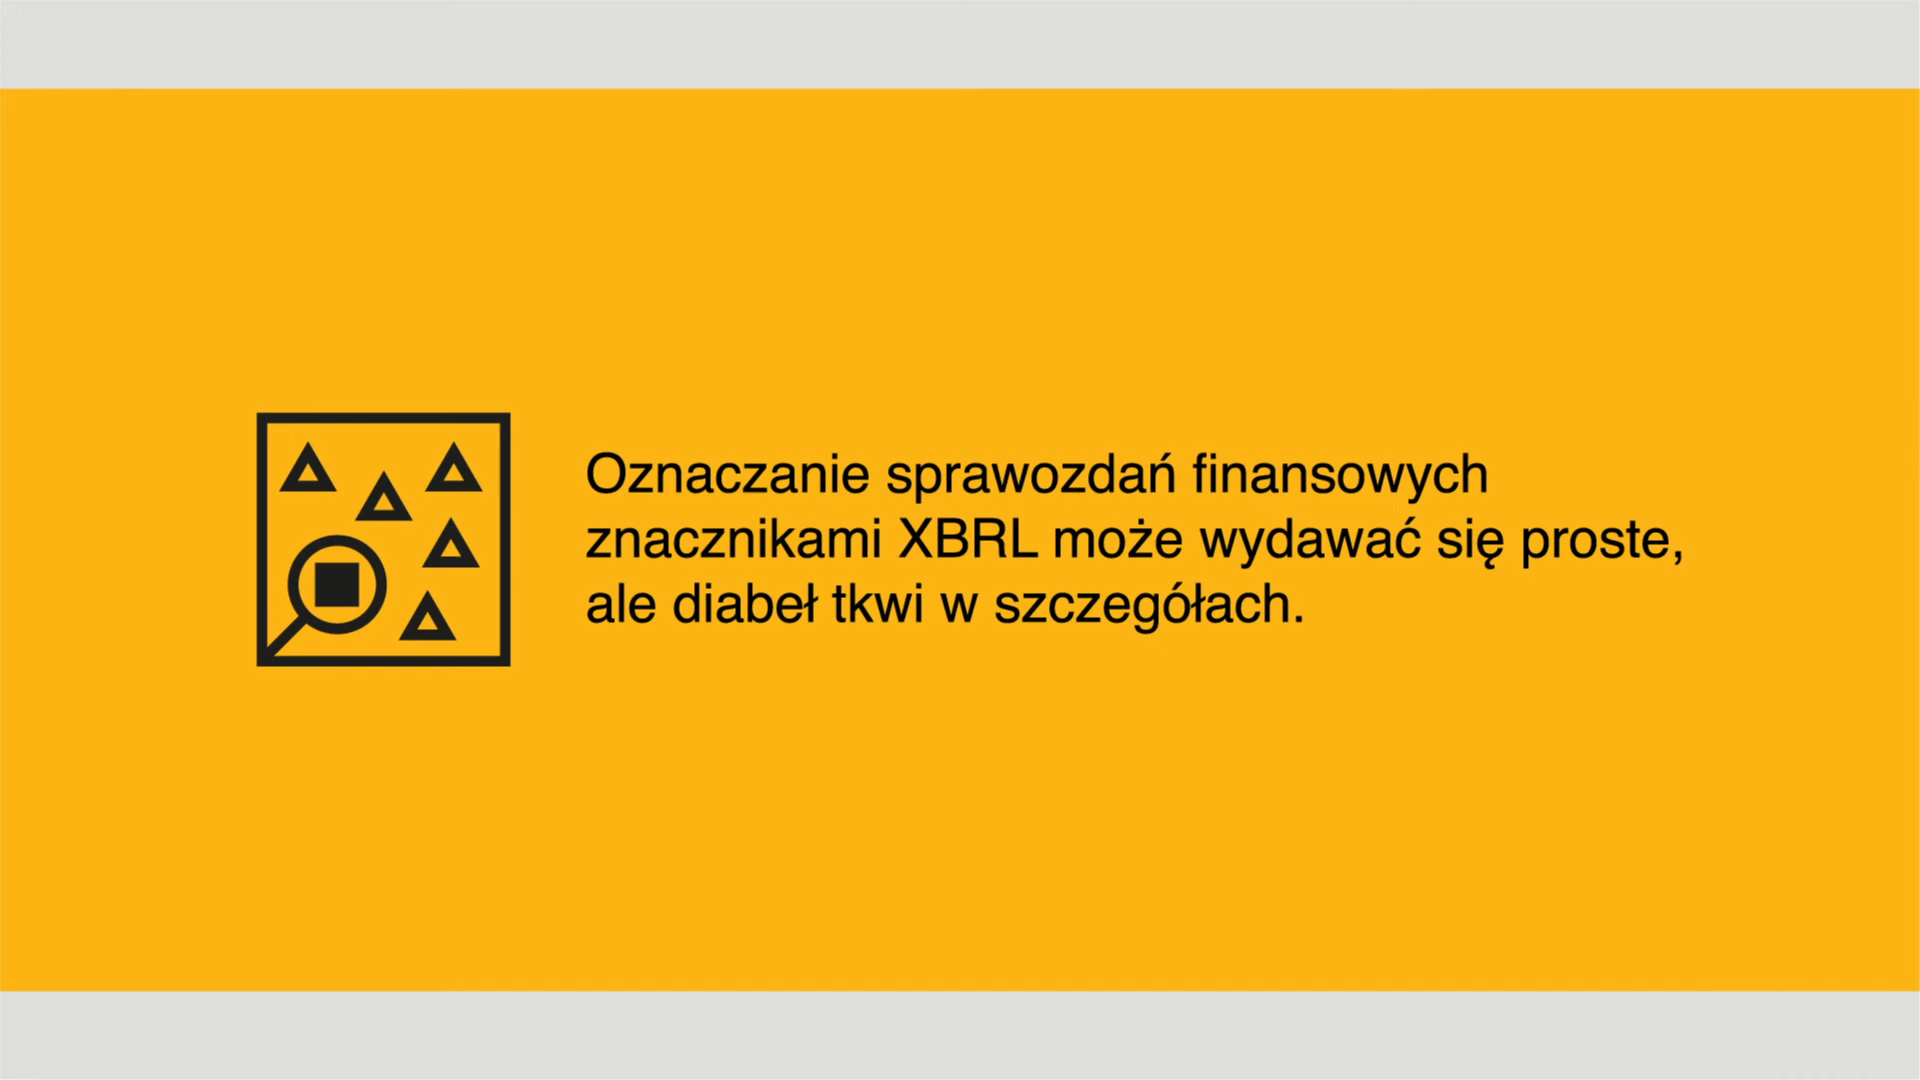 Oznaczanie sprawozdań finansowych
znacznikami XBRL może wydawać się proste,
ale diabeł tkwi w szczegółach.